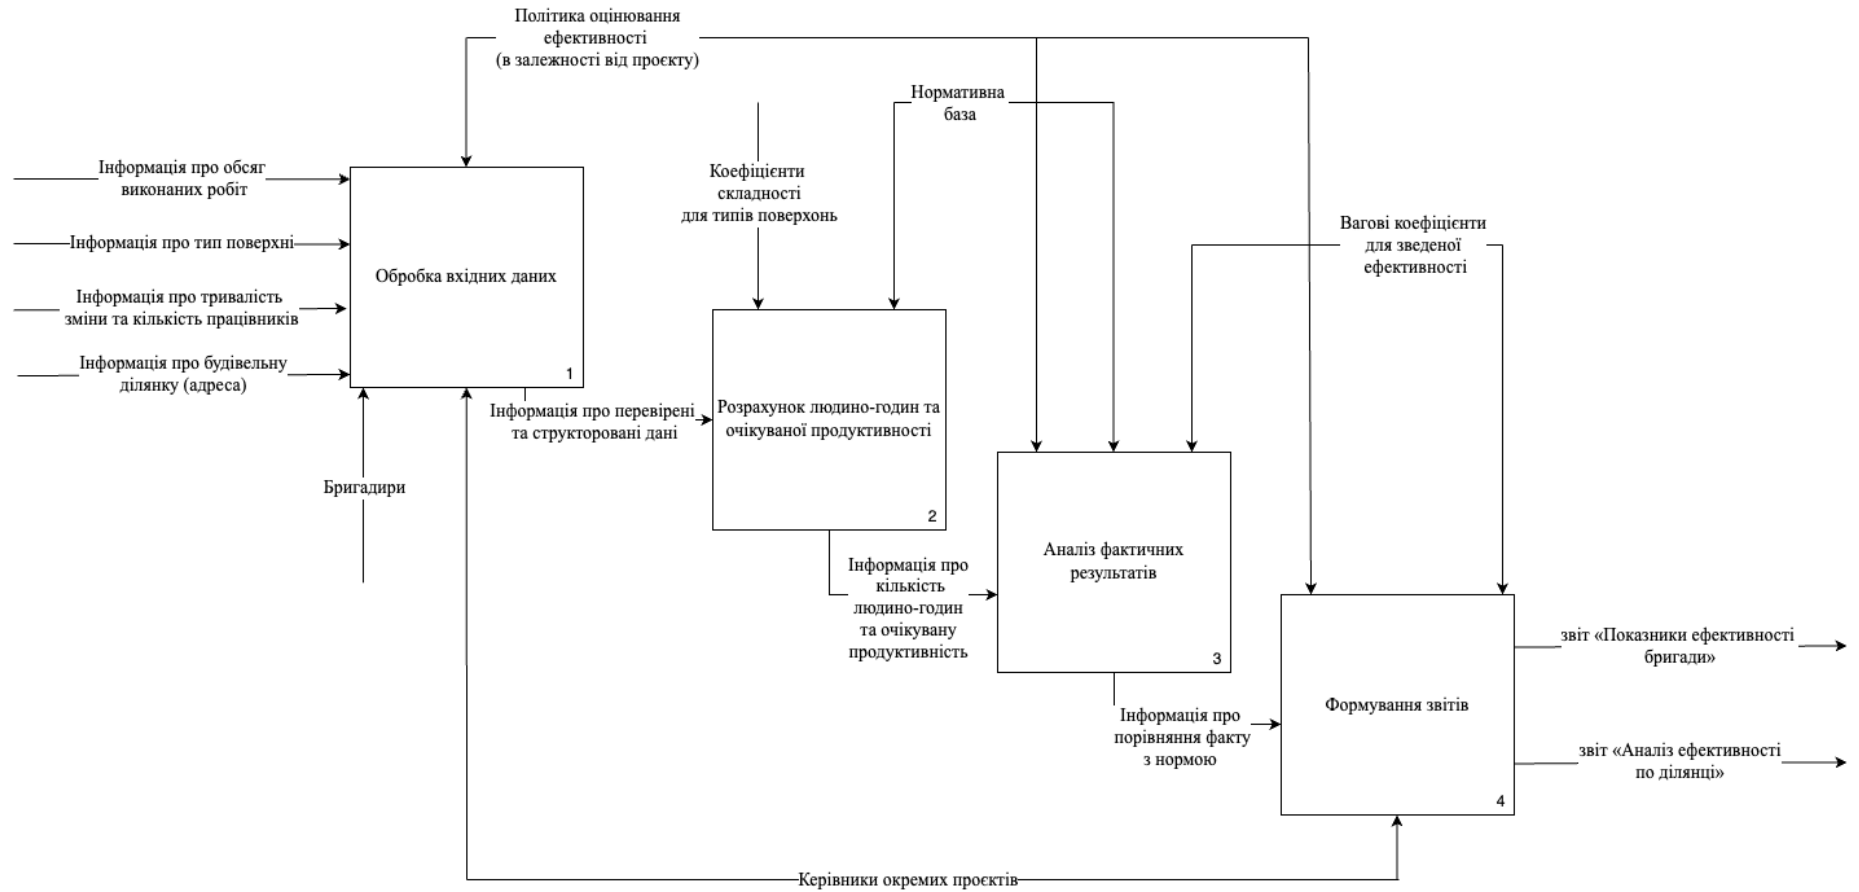 Політика оцінювання
ефективності
(в залежності від проєкту)
Нормативна
база
Інформація про обсяг
виконаних робіт
Коефіцієнти
складності
для типів поверхонь
Інформація про тип поверхні
Вагові коефіцієнти
для зведеної
ефективності
Обробка вхідних даних
1
Інформація про тривалість
зміни та кількість працівників
Інформація про будівельну
ділянку (адреса)
Інформація про перевірені
та структоровані дані
Розрахунок людино-годин та
очікуваної продуктивності
2
Бригадири
Інформація про
кількість
людино-годин
та очікувану
продуктивність
Аналіз фактичних
результатів
3
Інформація про
порівняння факту
з нормою
Формування звітів
4
звіт «Показники ефективності
бригади»
звіт «Аналіз ефективності
по ділянці»
Керівники окремих проєктів